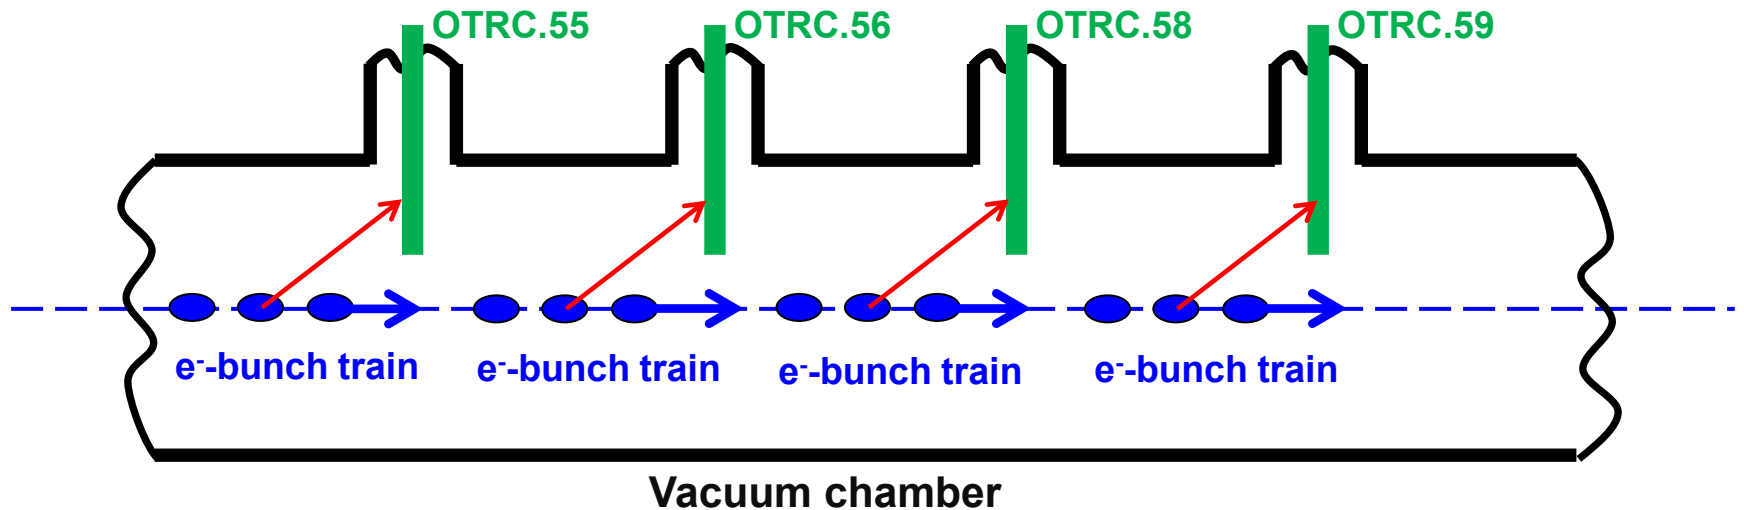 OTRC.55 OTRC.56 OTRC.58 OTRC.59
e⁻-bunch train e⁻-bunch train e⁻-bunch train e⁻-bunch train
Vacuum chamber